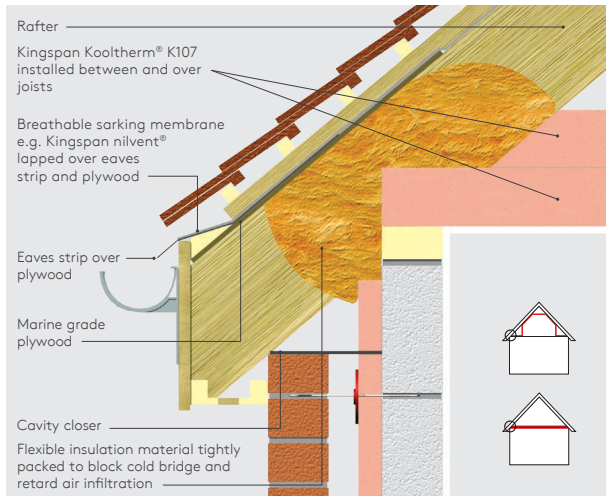 Rafter
Kingspan Kooltherm® K107
installed between and over
joists
Breathable sarking membrane
e.g. Kingspan nilvent®
lapped over eaves
strip and plywood
Eaves strip over
plywood
Marine grade
plywood
Cavity closer
Flexible insulation material tightly
packed to block cold bridge and
retard air infiltration